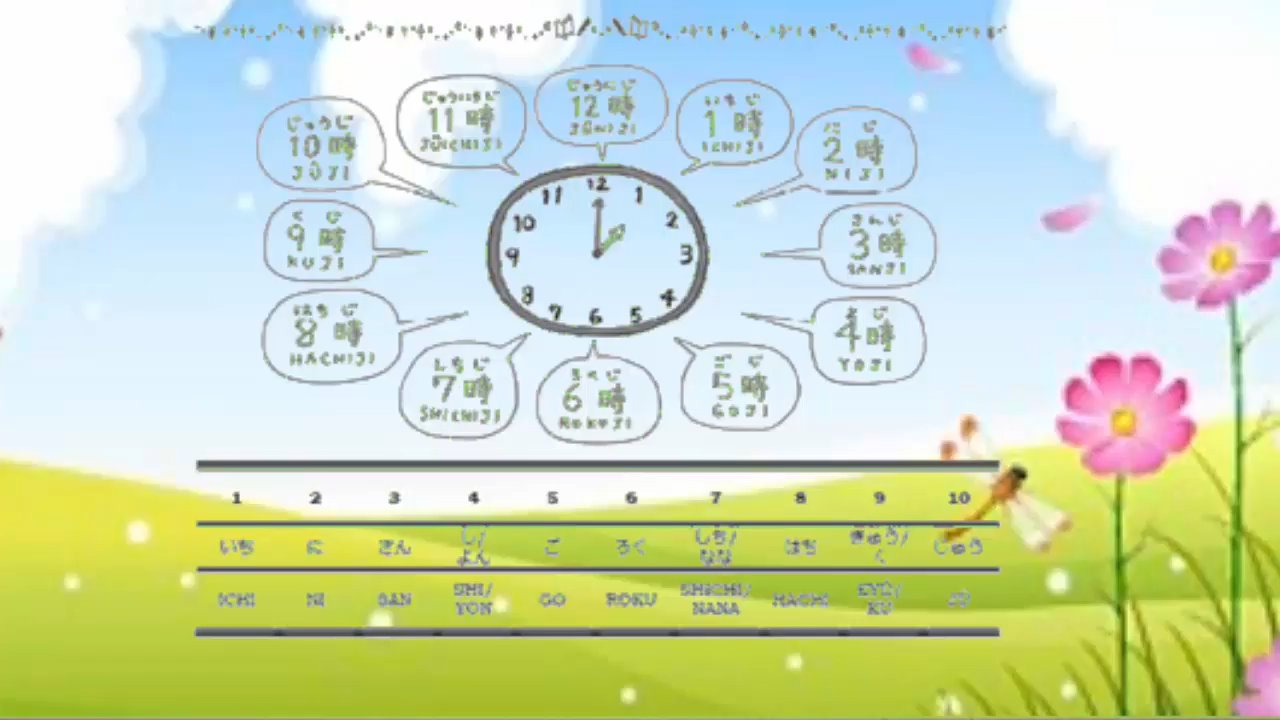 じゅうじ
10時
JŪJI
じゅういちじ
11時
JŪICHIJI
じゅうにじ
12時
JŪNIJI
いちじ
1時
ICHIJI
にじ
2時
NIJI
くじ
9時
KUJI
さんじ
3時
SANJI
はちじ
8時
HACHIJI
よじ
4時
YOJI
しちじ
7時
SHICHIJI
ろくじ
6時
ROKUJI
ごじ
5時
GOJI
12
11 1
10 2
9 3
8 4
7 6 5
1 2 3 4 5 6 7 8 9 10
いち に さん し/よん ご ろく しち/なな はち きゅう/く じゅう
ICHI NI SAN SHI/YON GO ROKU SHICHI/NANA HACHI KYŪ/KU JŪ